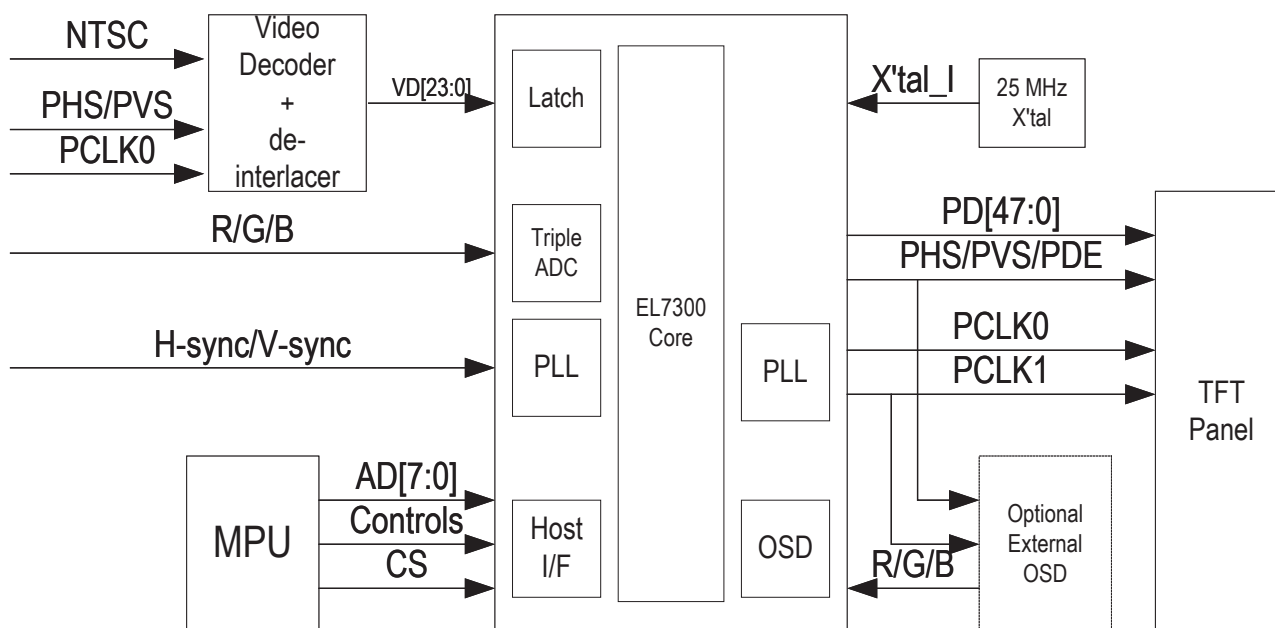 NTSC
PHS/PVS
PCLK0
Video
Decoder
+
de-
interlacer
VD[23:0]
R/G/B
H-sync/V-sync
MPU
AD[7:0]
Controls
CS
Latch
Triple
ADC
PLL
Host
I/F
EL7300
Core
PLL
OSD
X'tal_I
25 MHz
X'tal
PD[47:0]
PHS/PVS/PDE
PCLK0
PCLK1
R/G/B
Optional
External
OSD
TFT
Panel